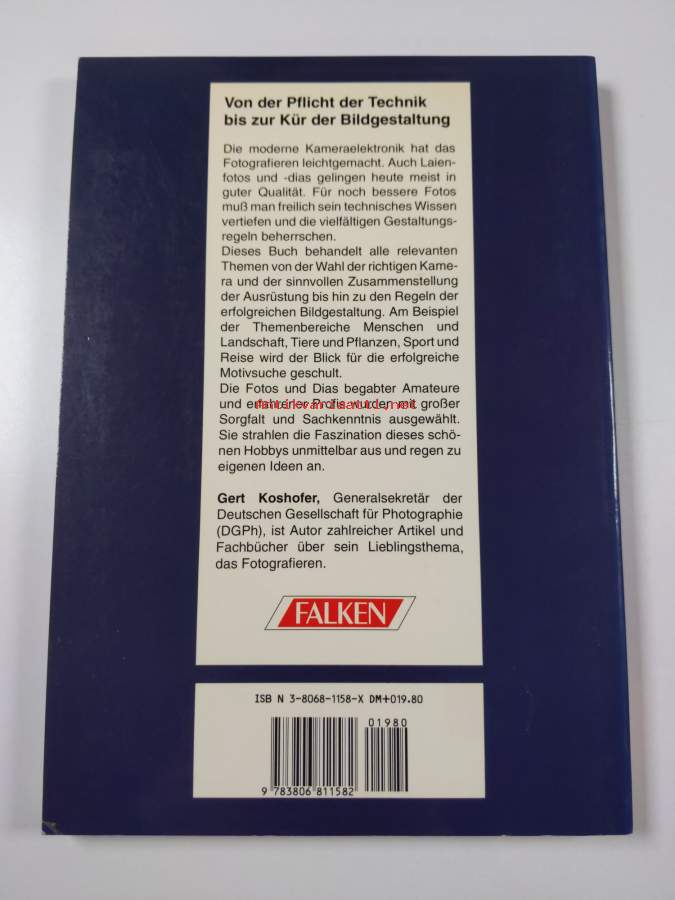 Von der Pflicht der Technik
bis zur Kür der Bildgestaltung
Die moderne Kameraelektronik hat das
Fotografieren leichtgemacht. Auch Laien-
fotos und -dias gelingen heute meist in
guter Qualität. Für noch bessere Fotos
muß man freilich sein technisches Wissen
vertiefen und die vielfältigen Gestaltungs-
regeln beherrschen.
Dieses Buch behandelt alle relevanten
Themen von der Wahl der richtigen Kame-
ra und der sinnvollen Zusammenstellung
der Ausrüstung bis hin zu den Regeln der
erfolgreichen Bildgestaltung. Am Beispiel
der Themenbereiche Menschen und
Landschaft, Tiere und Pflanzen, Sport und
Reise wird der Blick für die erfolgreiche
Motivsuche geschult.
Die Fotos und Dias begabter Amateure
und erfahrener Profis wurden mit großer
Sorgfalt und Sachkenntnis ausgewählt.
Sie strahlen die Faszination dieses schö-
nen Hobbys unmittelbar aus und regen zu
eigenen Ideen an.
Gert Koshofer, Generalsekretär der
Deutschen Gesellschaft für Photographie
(DGPh), ist Autor zahlreicher Artikel und
Fachbücher über sein Lieblingsthema,
das Fotografieren.
FALKEN
ISB N 3-8068-1158-X DM+019.80
01980
9 783806 811582